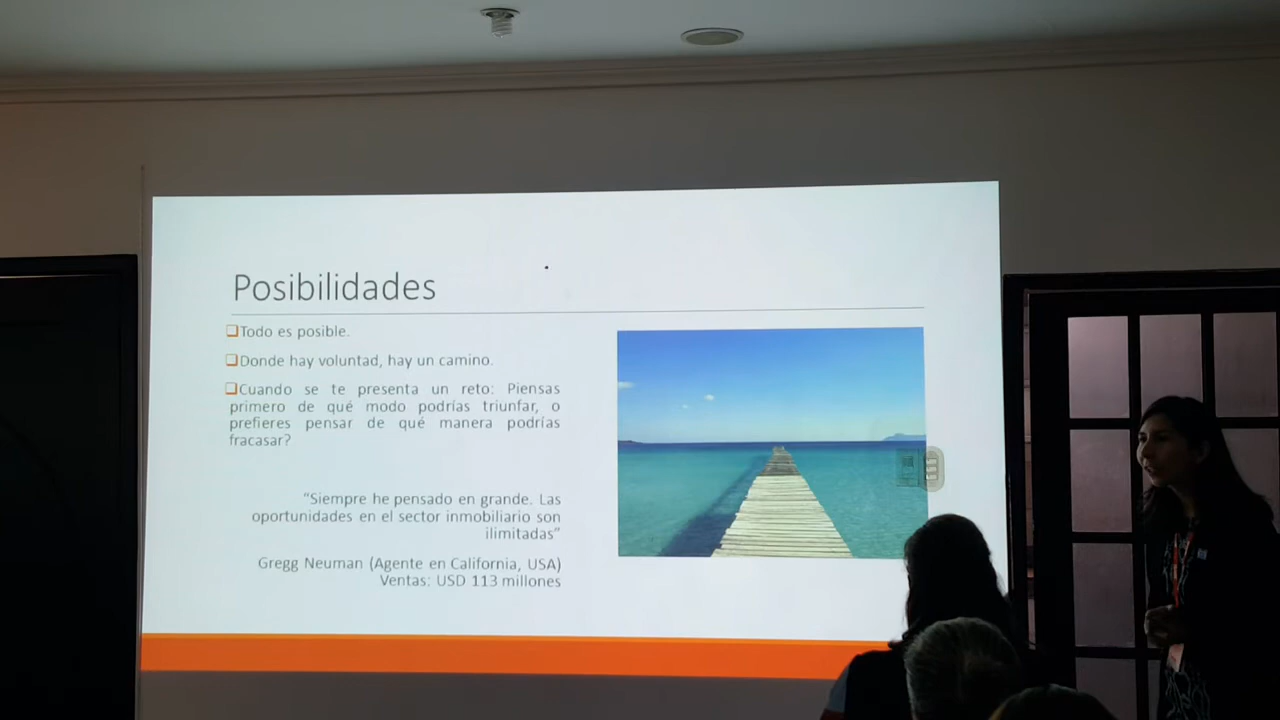 Posibilidades
Todo es posible.
Donde hay voluntad, hay un camino.
Cuando se te presenta un reto: Piensas
primero de qué modo podrías triunfar, o
prefieres pensar de qué manera podrías
fracasar?
"Siempre he pensado en grande. Las
oportunidades en el sector inmobiliario son
ilimitadas"
Gregg Neuman (Agente en California, USA)
Ventas: USD 113 millones